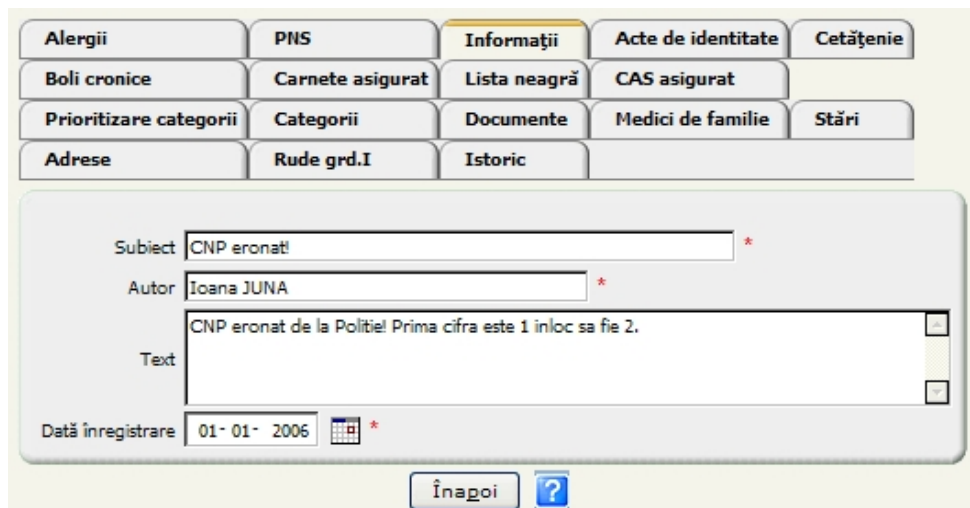 Alergii PNS Informaţii Acte de identitate Cetăţenie
Boli cronice Carnete asigurat Lista neagră CAS asigurat
Prioritizare categorii Categorii Documente Medici de familie Stări
Adrese Rude grd.I Istoric
Subiect CNP eronat! *
Autor Ioana JUNA *
CNP eronat de la Politie! Prima cifra este 1 inloc sa fie 2.
Text
Dată înregistrare 01- 01- 2006 *
Înapoi ?